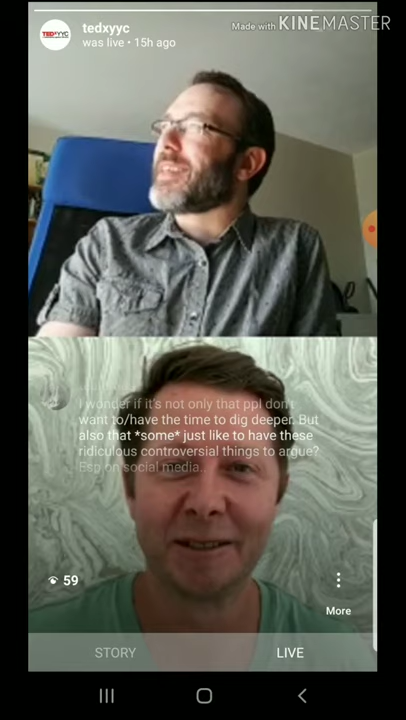 Made with KINEMASTER
TEDxYYC
tedxyyc
was live • 15h ago
I wonder if it's not only that ppl don't
want to/have the time to dig deeper. But
also that *some* just like to have these
ridiculous controversial things to argue?
Esp on social media..
59
More
STORY
LIVE